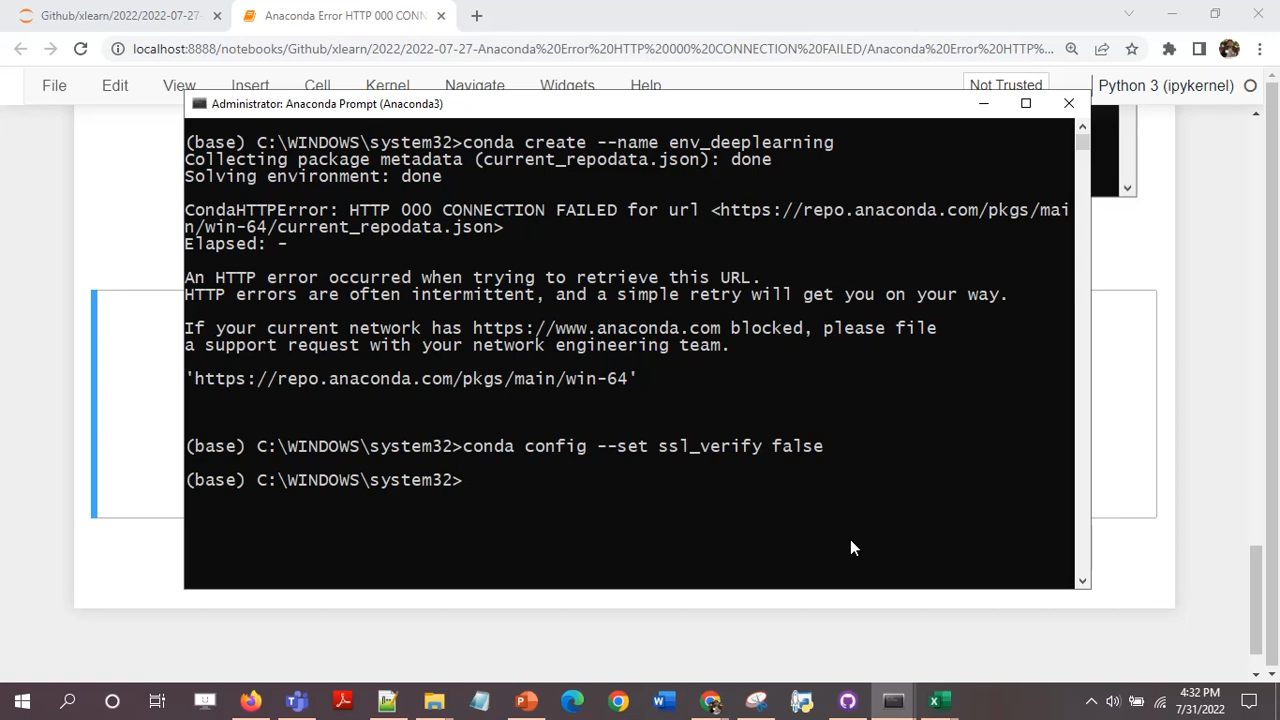 Github/xlearn/2022/2022-07-27-
Anaconda Error HTTP 000 CONN
localhost:8888/notebooks/Github/xlearn/2022/2022-07-27-Anaconda%20Error%20HTTP%20000%20CONNECTION%20FAILED/Anaconda%20Error%20HTTP%...
File Edit View Insert Cell Kernel Navigate Widgets Help Not Trusted Python 3 (ipykernel)
Administrator: Anaconda Prompt (Anaconda3)
(base) C:\WINDOWS\system32>conda create --name env_deeplearning
Collecting package metadata (current_repodata.json): done
Solving environment: done
CondaHTTPError: HTTP 000 CONNECTION FAILED for url <https://repo.anaconda.com/pkgs/mai
n/win-64/current_repodata.json>
Elapsed: -
An HTTP error occurred when trying to retrieve this URL.
HTTP errors are often intermittent, and a simple retry will get you on your way.
If your current network has https://www.anaconda.com blocked, please file
a support request with your network engineering team.
'https://repo.anaconda.com/pkgs/main/win-64'
(base) C:\WINDOWS\system32>conda config --set ssl_verify false
(base) C:\WINDOWS\system32>
4:32 PM
7/31/2022